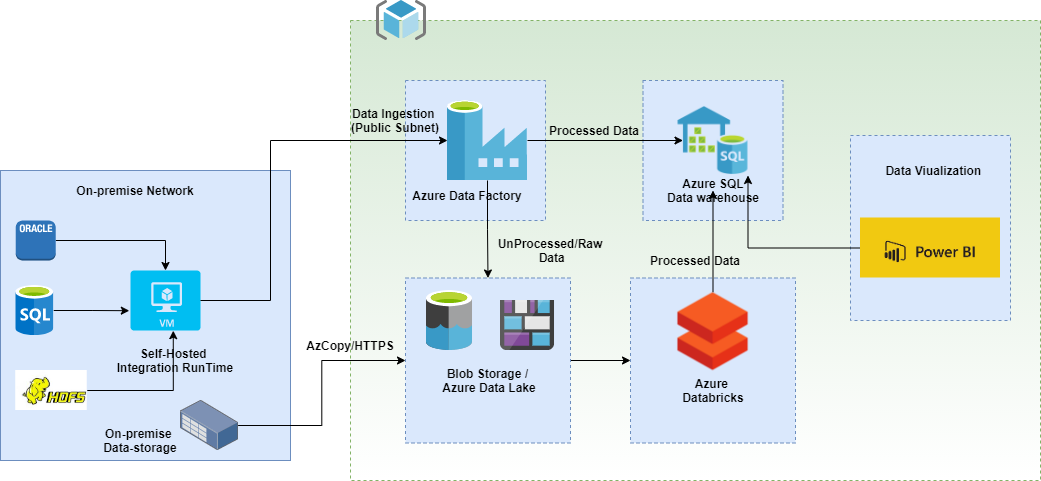 Data Ingestion
(Public Subnet)
Azure Data Factory
Processed Data
SQL
Azure SQL
Data warehouse
Data Viualization
Power BI
On-premise Network
ORACLE
SQL
HDFS
VM
Self-Hosted
Integration RunTime
On-premise
Data-storage
AzCopy/HTTPS
UnProcessed/Raw
Data
Blob Storage /
Azure Data Lake
Processed Data
Azure
Databricks